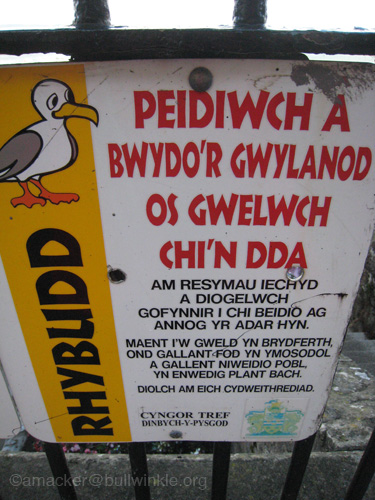 RHYBUDD
PEIDIWCH A
BWYDO'R GWYLANOD
OS GWELWCH
CHI'N DDA
AM RESYMAU IECHYD
A DIOGELWCH
GOFYNNIR I CHI BEIDIO AG
ANNOG YR ADAR HYN.
MAENT I'W GWELD YN BRYDFERTH,
OND GALLANT FOD YN YMOSODOL
A GALLENT NIWEIDIO POBL,
YN ENWEDIG PLANT BACH.
DIOLCH AM EICH CYDWEITHREDIAD.
CYNGOR TREF
DINBYCH-Y-PYSGOD
©amacker@bullwinkle.org